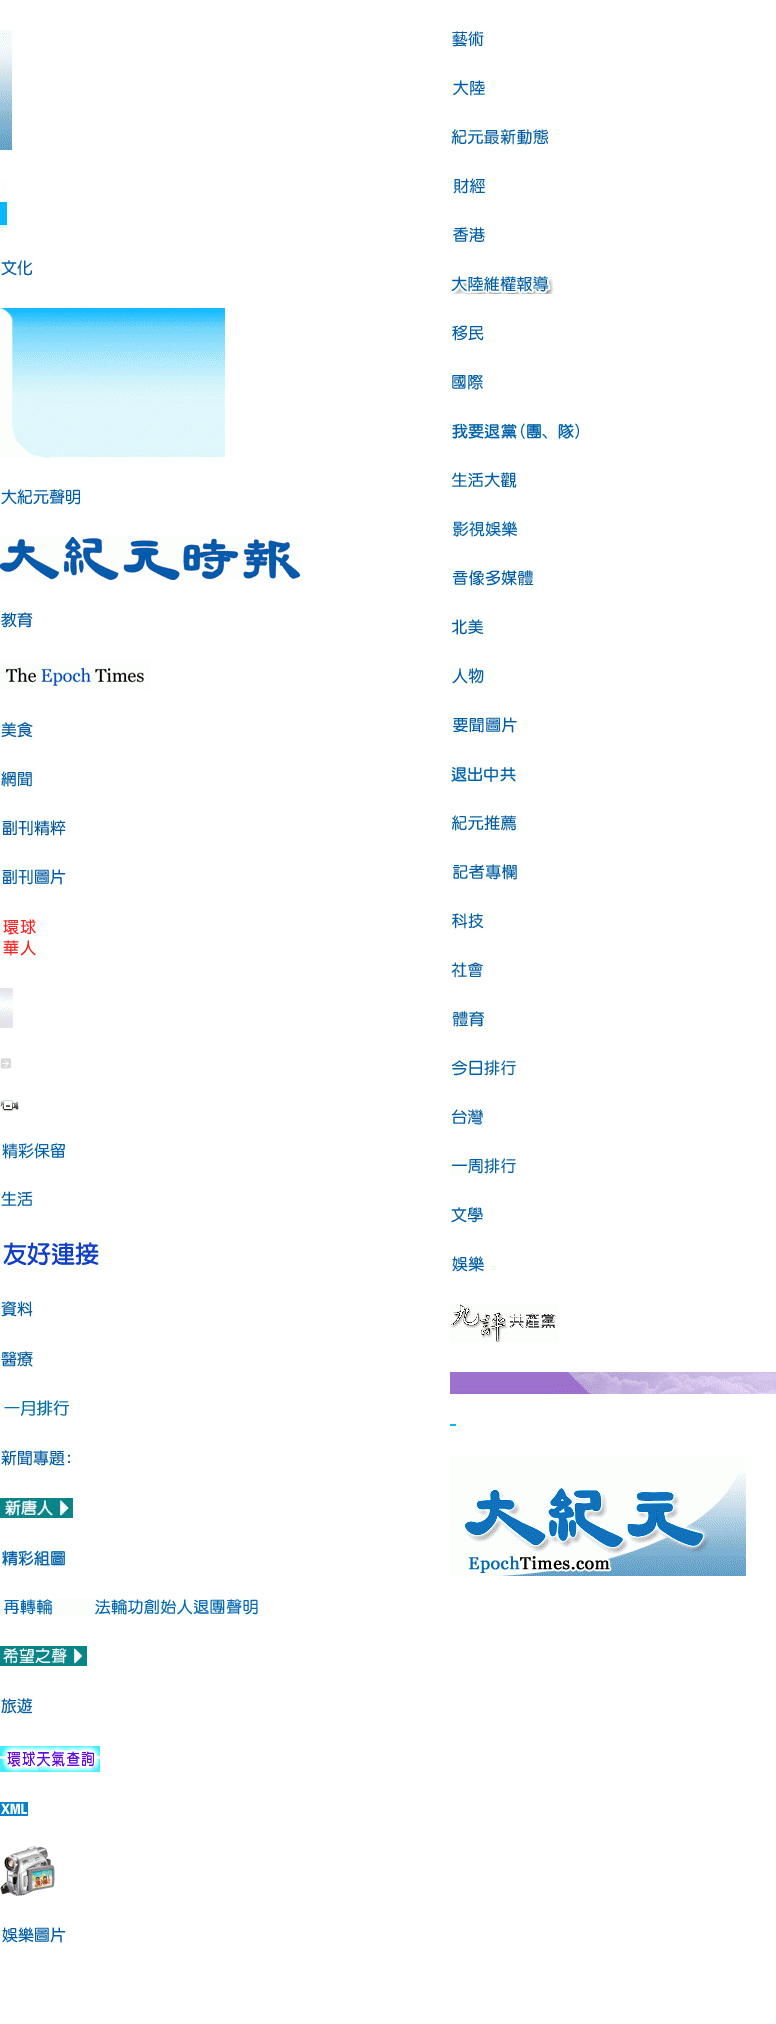 文化
大紀元聲明
大紀元時報
教育
The Epoch Times
美食
網聞
副刊精粹
副刊圖片
環球
華人
精彩保留
生活
友好連接
資料
醫療
一月排行
新聞專題:
新唐人
精彩組圖
再轉輪 法輪功創始人退團聲明
希望之聲
旅遊
環球天氣查詢
XML
娛樂圖片
藝術
大陸
紀元最新動態
財經
香港
大陸維權報導
移民
國際
我要退黨(團、隊)
生活大觀
影視娛樂
音像多媒體
北美
人物
要聞圖片
退出中共
紀元推薦
記者專欄
科技
社會
體育
今日排行
台灣
一周排行
文學
娛樂
九評共產黨
大紀元
EpochTimes.com